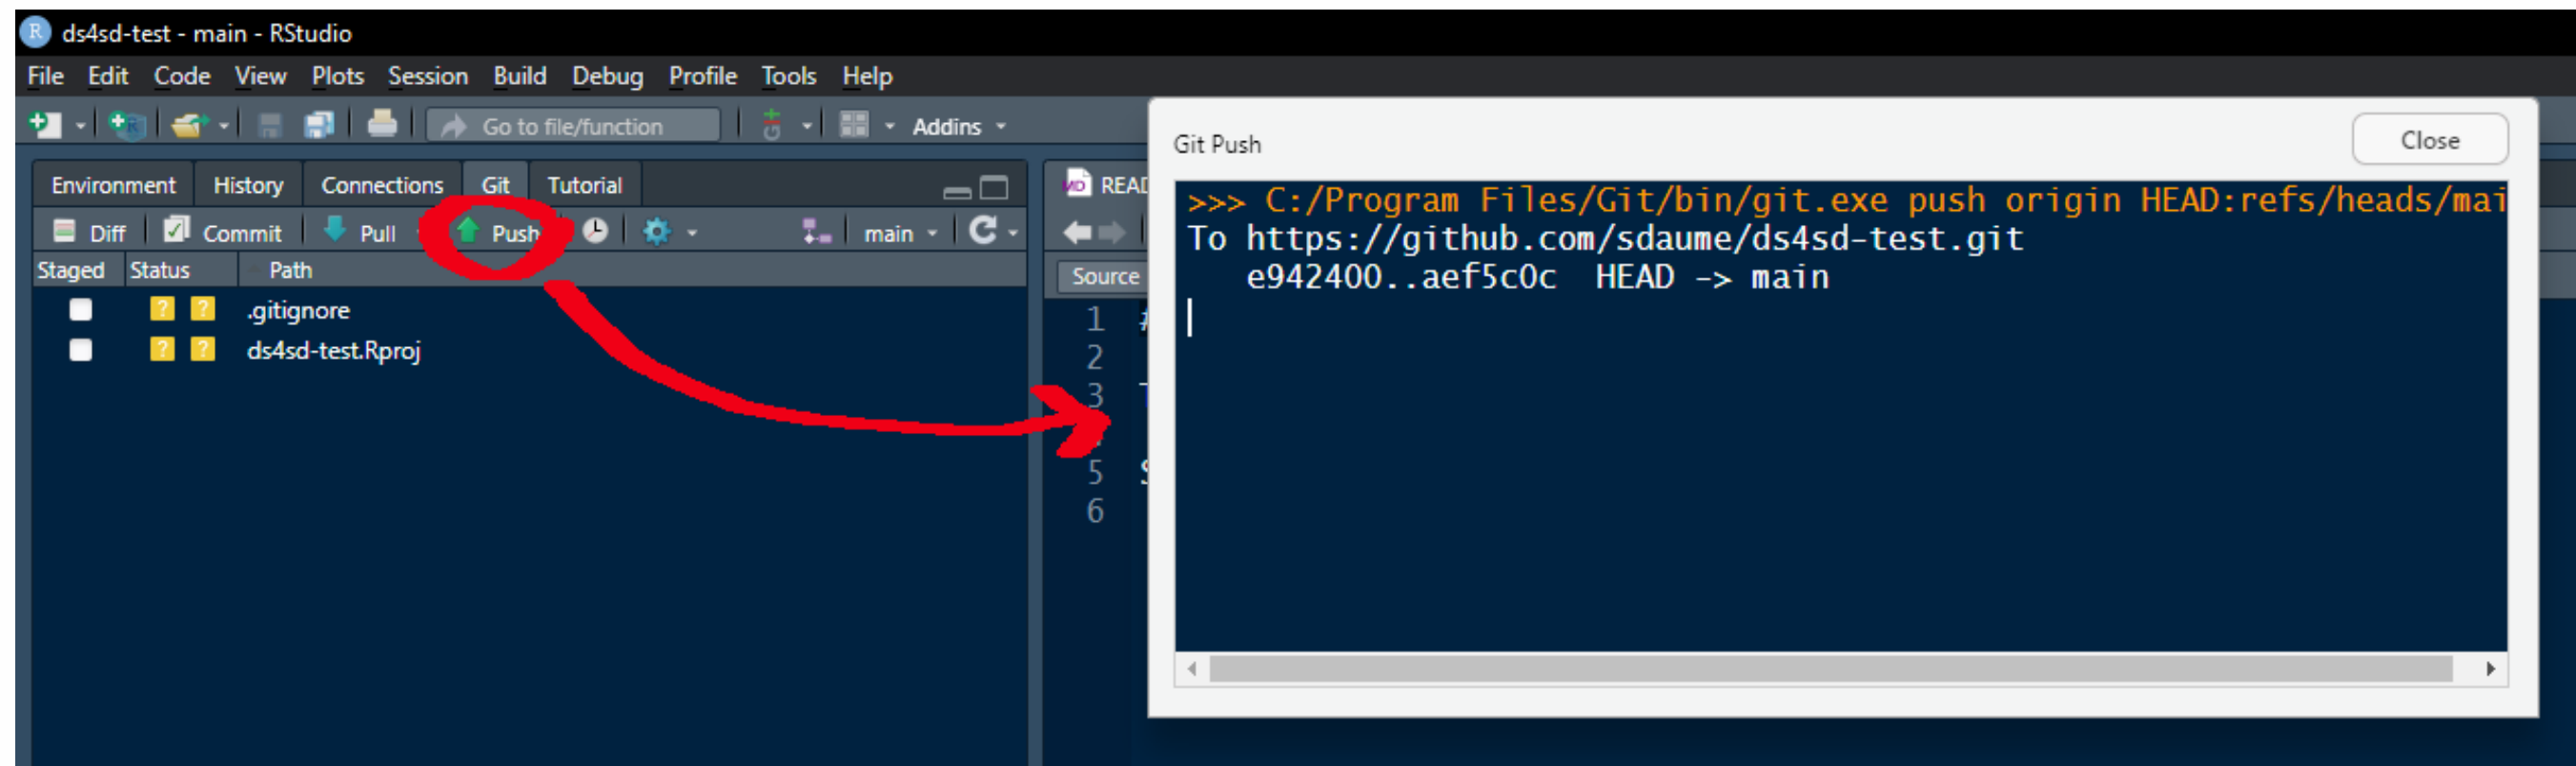 R ds4sd-test - main - RStudio
File Edit Code View Plots Session Build Debug Profile Tools Help
Go to file/function Addins
Environment History Connections Git Tutorial
Diff Commit Pull Push main
Staged Status Path
? ? .gitignore
? ? ds4sd-test.Rproj
MD READ
Source
1 #
2
3
5 S
6
Git Push Close
>>> C:/Program Files/Git/bin/git.exe push origin HEAD:refs/heads/mai
To https://github.com/sdaume/ds4sd-test.git
e942400..aef5c0c HEAD -> main